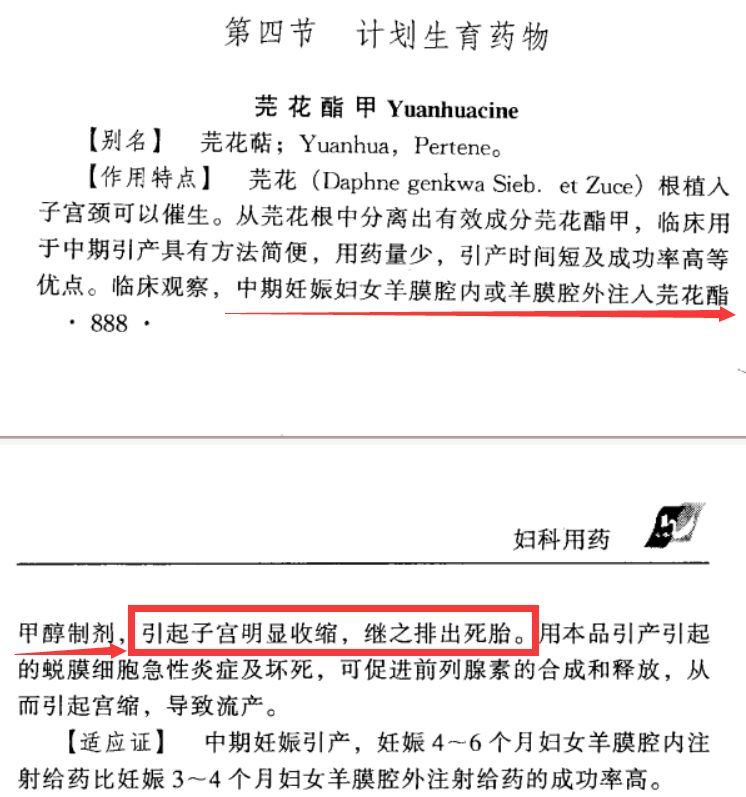 第四节 计划生育药物
芫花酯甲 Yuanhuacine
【别名】 芫花萜；Yuanhua，Pertene。
【作用特点】 芫花（Daphne genkwa Sieb. et Zuce）根植入
子宫颈可以催生。从芫花根中分离出有效成分芫花酯甲，临床用
于中期引产具有方法简便，用药量少，引产时间短及成功率高等
优点。临床观察，中期妊娠妇女羊膜腔内或羊膜腔外注入芫花酯
· 888 ·
妇科用药
甲醇制剂，引起子宫明显收缩，继之排出死胎。用本品引产引起
的蜕膜细胞急性炎症及坏死，可促进前列腺素的合成和释放，从
而引起宫缩，导致流产。
【适应证】 中期妊娠引产，妊娠 4～6 个月妇女羊膜腔内注
射给药比妊娠 3～4 个月妇女羊膜腔外注射给药的成功率高。